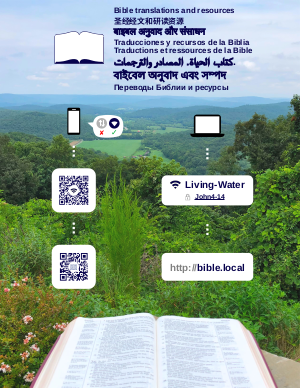 Bible translations and resources
圣经经文和研读资源
बाइबल अनुवाद और संसाधन
Traducciones y recursos de la Biblia
Traductions et ressources de la Bible
كتاب الحياة. المصادر والترجمات.
বাইবেল অনুবাদ এবং সম্পদ
Переводы Библии и ресурсы
Living-Water
John4-14
http://bible.local